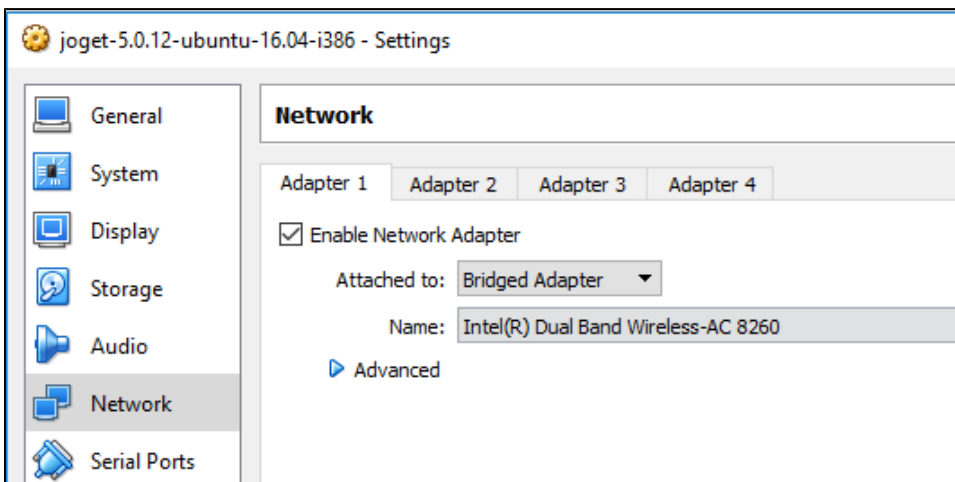 joget-5.0.12-ubuntu-16.04-i386 - Settings
General
System
Display
Storage
Audio
Network
Serial Ports
Network
Adapter 1 Adapter 2 Adapter 3 Adapter 4
Enable Network Adapter
Attached to: Bridged Adapter
Name: Intel(R) Dual Band Wireless-AC 8260
Advanced